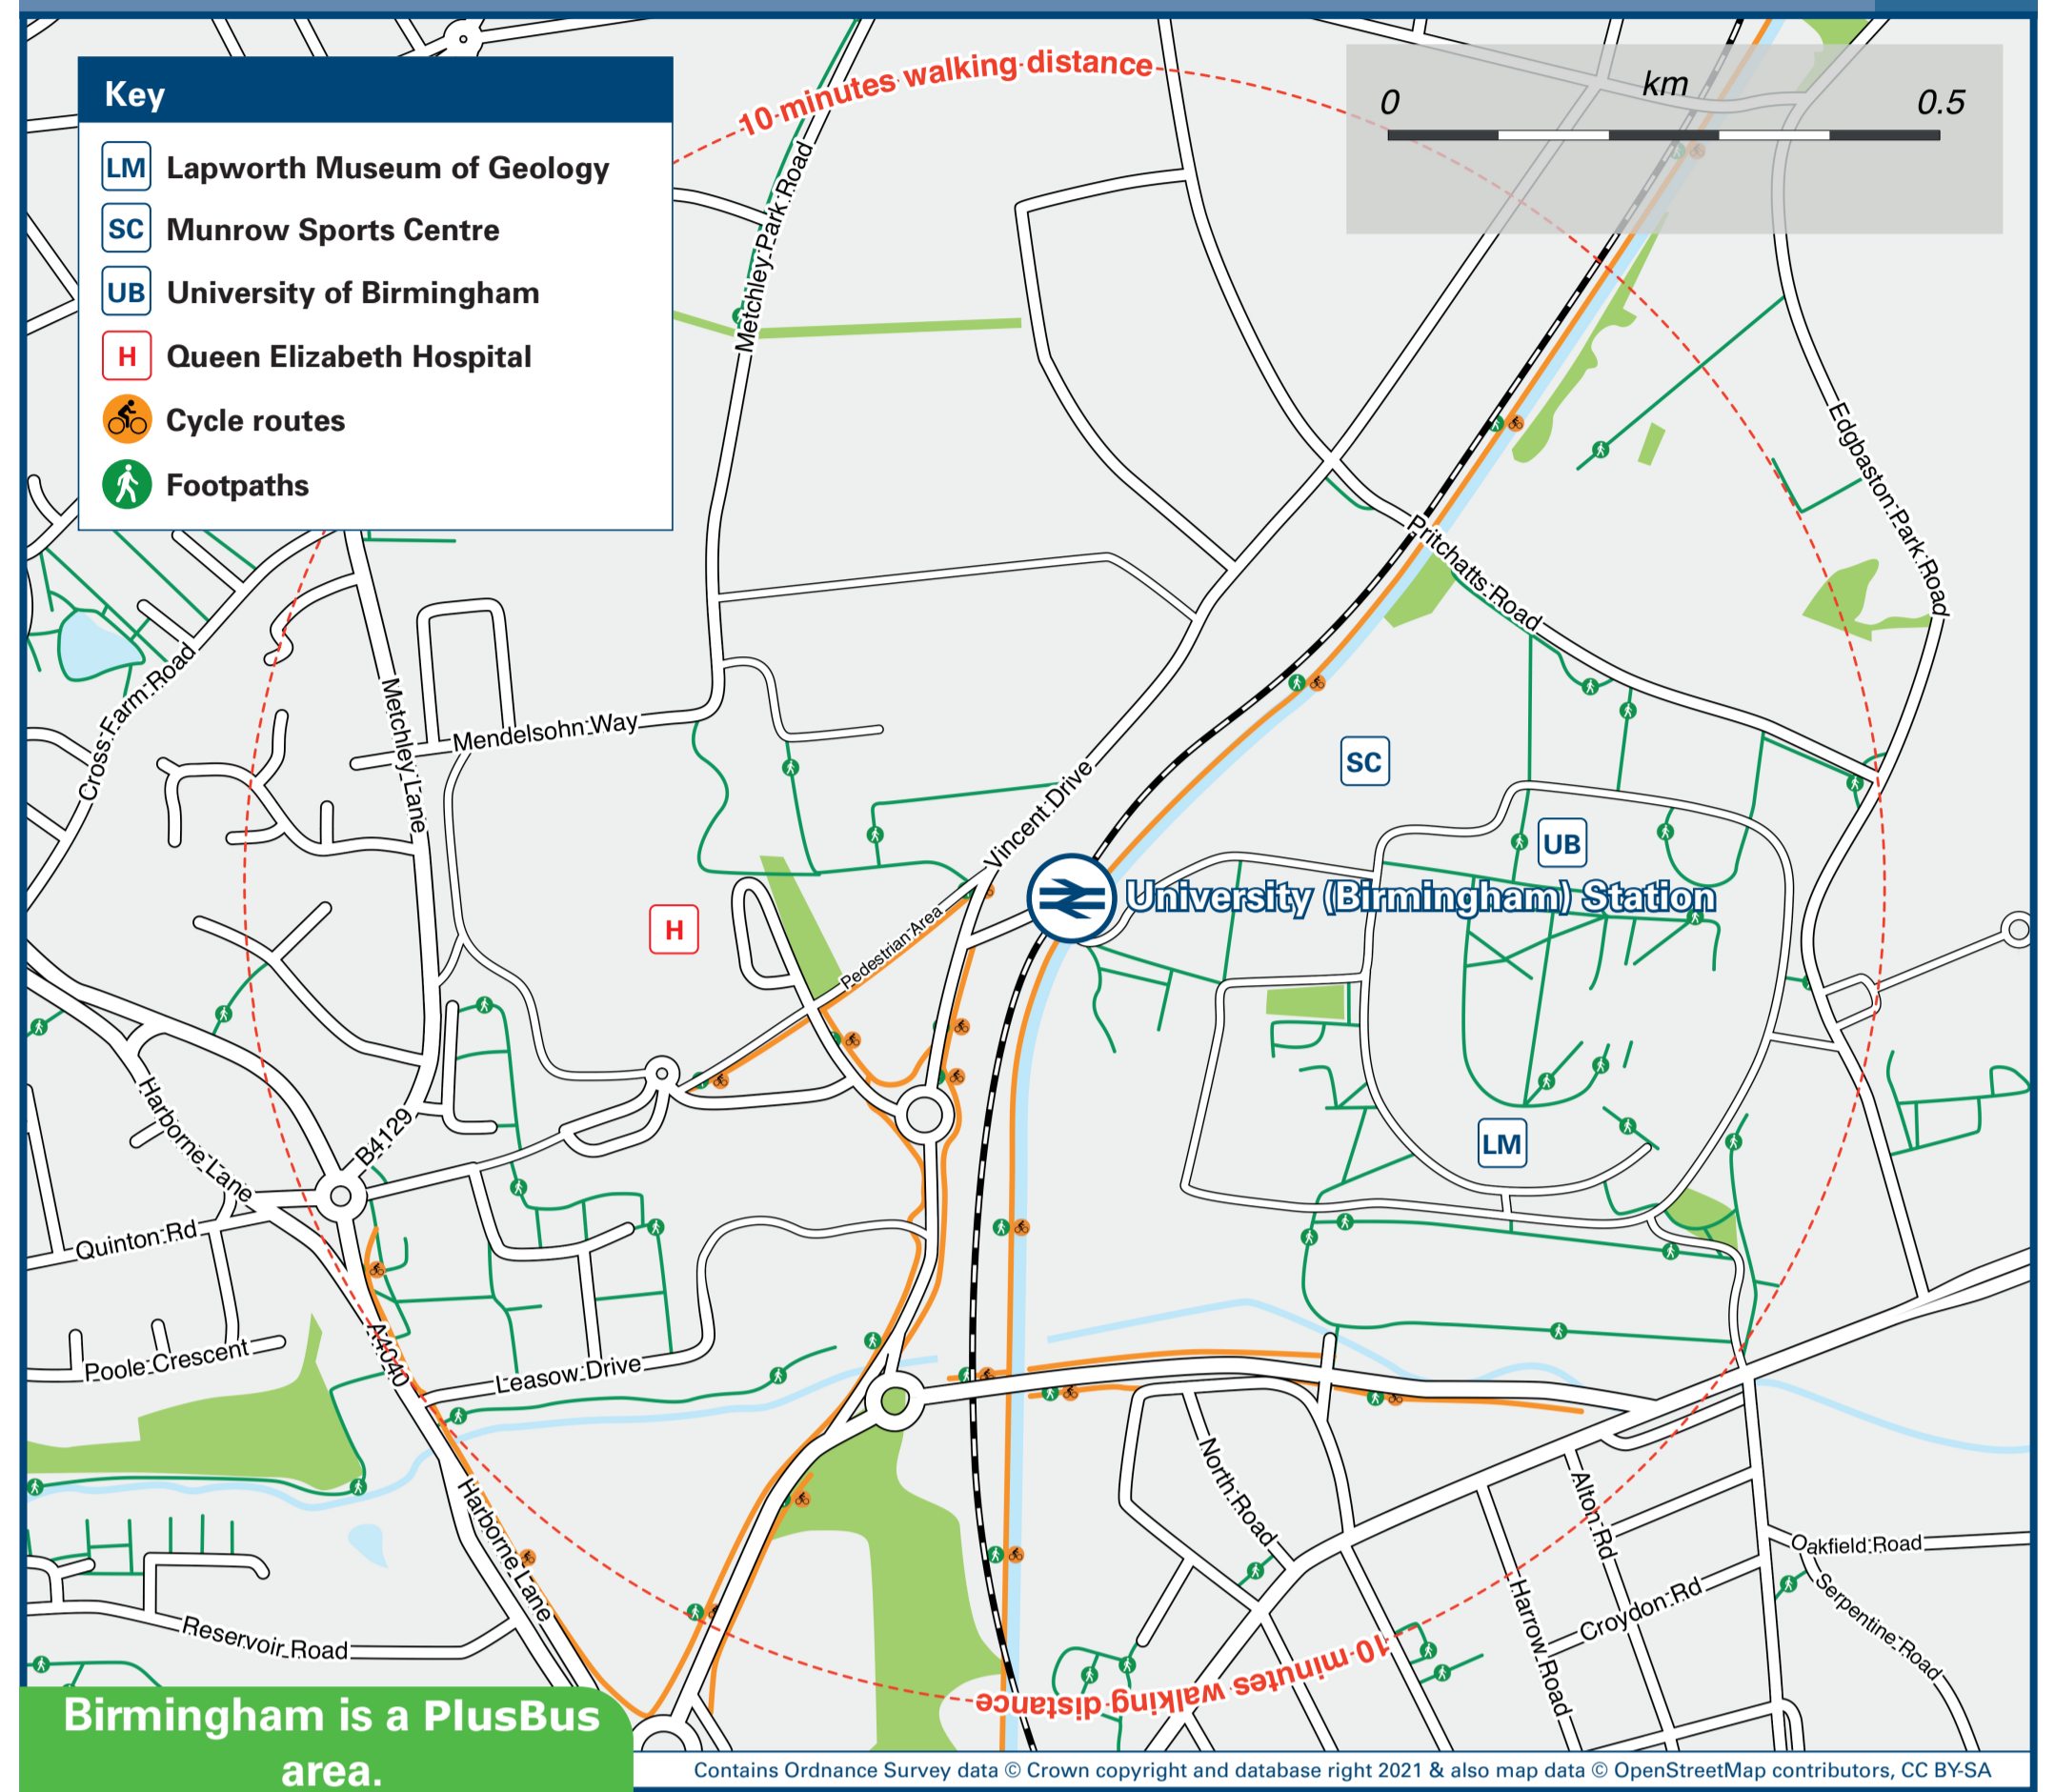 Key
LM Lapworth Museum of Geology
SC Munrow Sports Centre
UB University of Birmingham
H Queen Elizabeth Hospital
Cycle routes
Footpaths
km
0 0.5
10 minutes walking distance
Metchley Park Road
Edgbaston Park Road
Pritchatts Road
Cross Farm Road
Metchley Lane
Mendelsohn Way
Vincent Drive
SC
UB
University (Birmingham) Station
H
Pedestrian Area
Harborne Lane
B4129
LM
Quinton Rd
Poole Crescent
A4040
Leasow Drive
North Road
Alton Rd
Harborne Lane
Oakfield Road
Serpentine Road
Croydon Rd
Harrow Road
Reservoir Road
10 minutes walking distance
Birmingham is a PlusBus
area.
Contains Ordnance Survey data © Crown copyright and database right 2021 & also map data © OpenStreetMap contributors, CC BY-SA